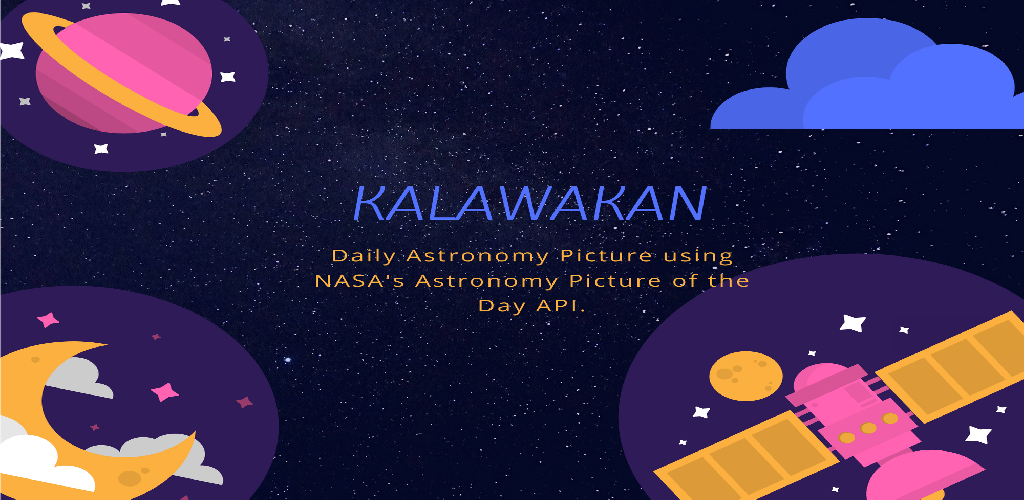 KALAWAKAN
Daily Astronomy Picture using
NASA's Astronomy Picture of the
Day API.